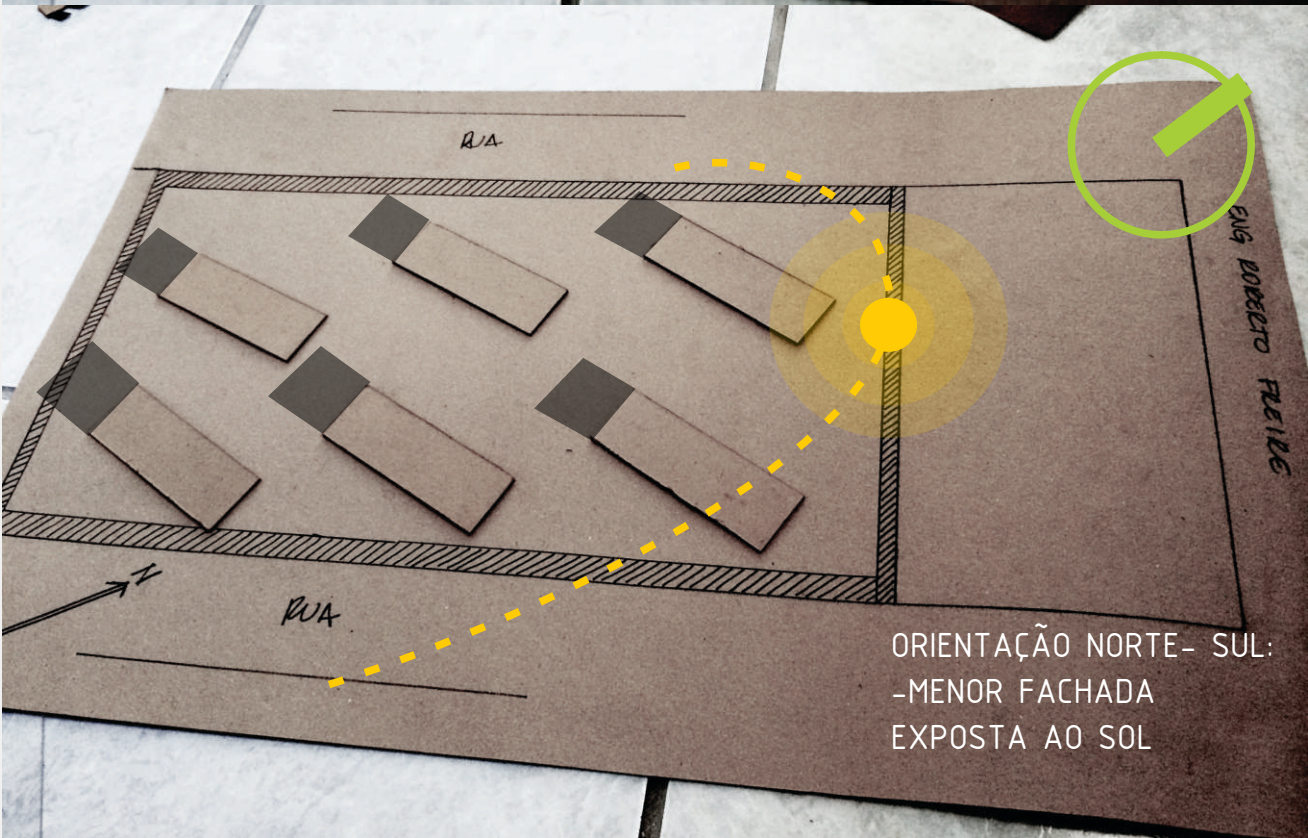 RUA
ENG ROBERTO FREIRE
N
RUA
ORIENTAÇÃO NORTE- SUL:
-MENOR FACHADA
EXPOSTA AO SOL